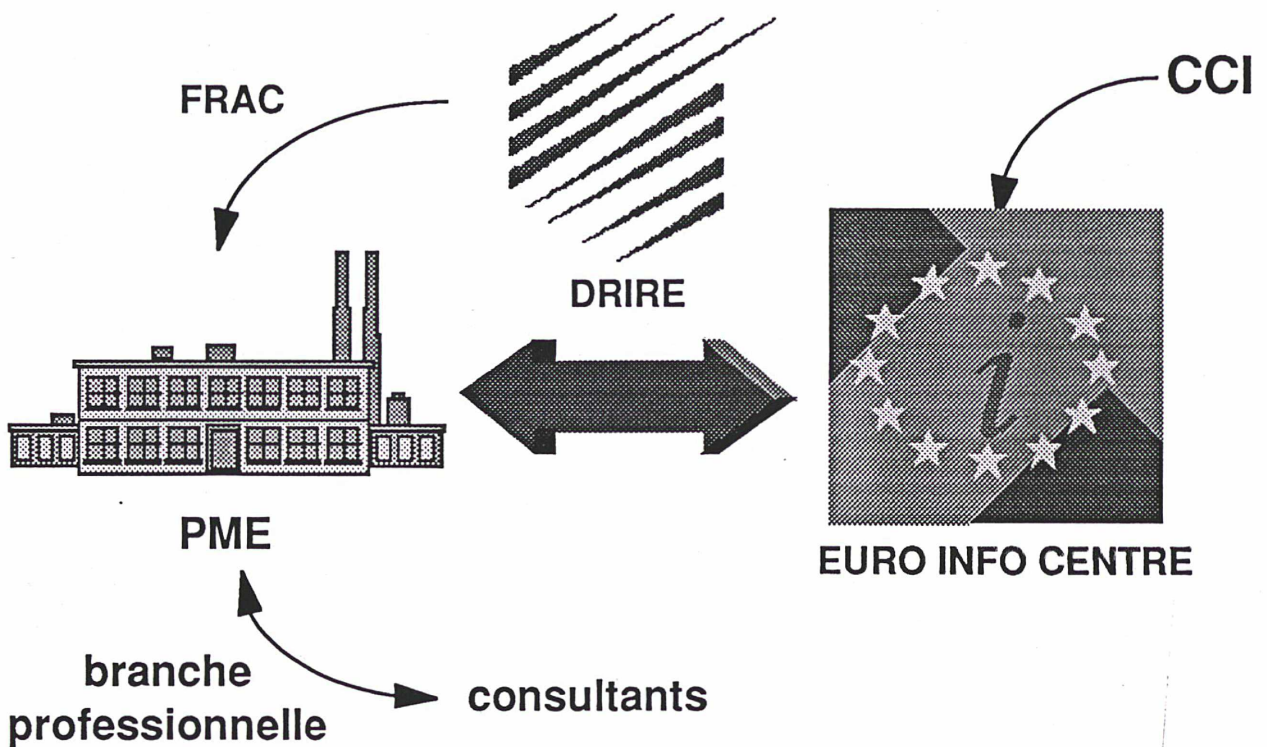 FRAC
CCI
DRIRE
i
PME
EURO INFO CENTRE
branche
professionnelle
consultants